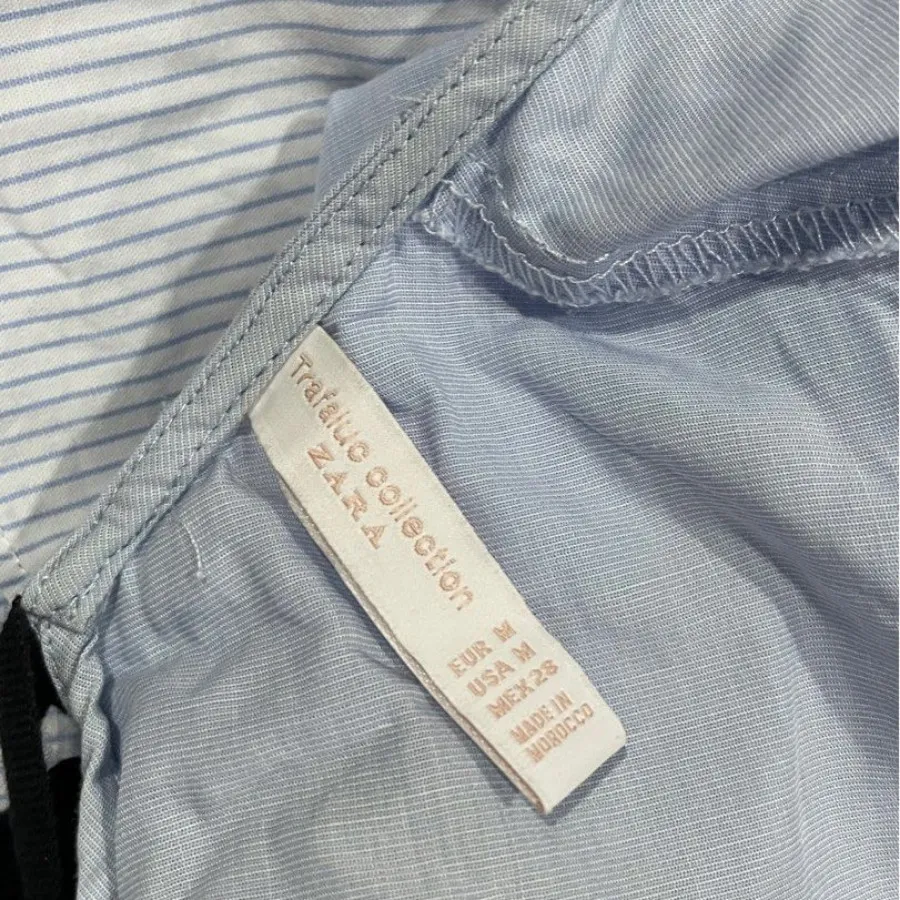 Trafaluc collection
ZARA
EUR M
USA M
MEX 28
MADE IN
MOROCCO